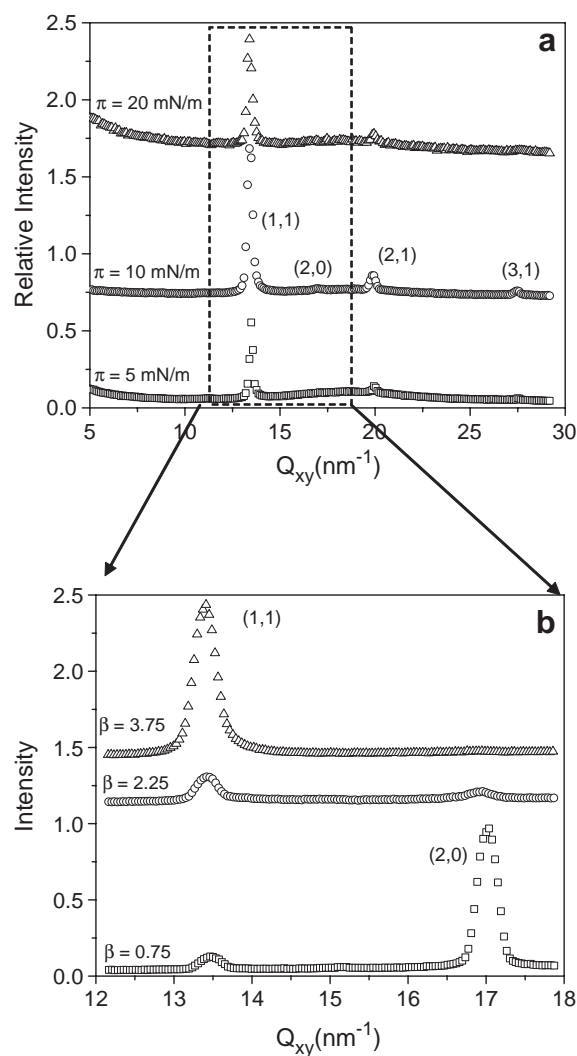 a
2.5
2.0
1.5
1.0
0.5
0.0
Relative Intensity
π = 20 mN/m
π = 10 mN/m
π = 5 mN/m
(1,1)
(2,0)
(2,1)
(3,1)
5 10 15 20 25 30
Qxy(nm-1)
b
2.5
2.0
1.5
1.0
0.5
0.0
Intensity
(1,1)
β = 3.75
β = 2.25
(2,0)
β = 0.75
12 13 14 15 16 17 18
Qxy(nm-1)